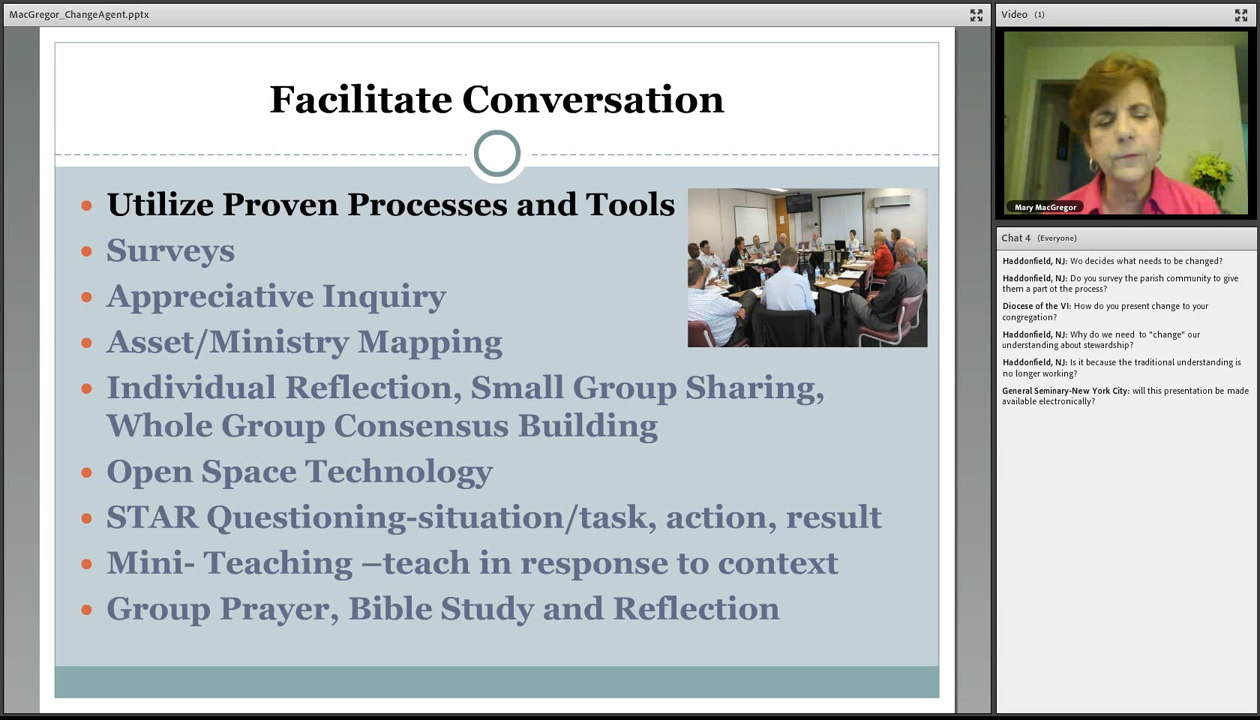 MacGregor_ChangeAgent.pptx
Facilitate Conversation
Utilize Proven Processes and Tools
Surveys
Appreciative Inquiry
Asset/Ministry Mapping
Individual Reflection, Small Group Sharing,
Whole Group Consensus Building
Open Space Technology
STAR Questioning-situation/task, action, result
Mini- Teaching –teach in response to context
Group Prayer, Bible Study and Reflection
Video (1)
Mary MacGregor
Chat 4 (Everyone)
Haddonfield, NJ: Wo decides what needs to be changed?
Haddonfield, NJ: Do you survey the parish community to give
them a part ot the process?
Diocese of the VI: How do you present change to your
congregation?
Haddonfield, NJ: Why do we need to "change" our
understanding about stewardship?
Haddonfield, NJ: Is it because the traditional understanding is
no longer working?
General Seminary-New York City: will this presentation be made
available electronically?